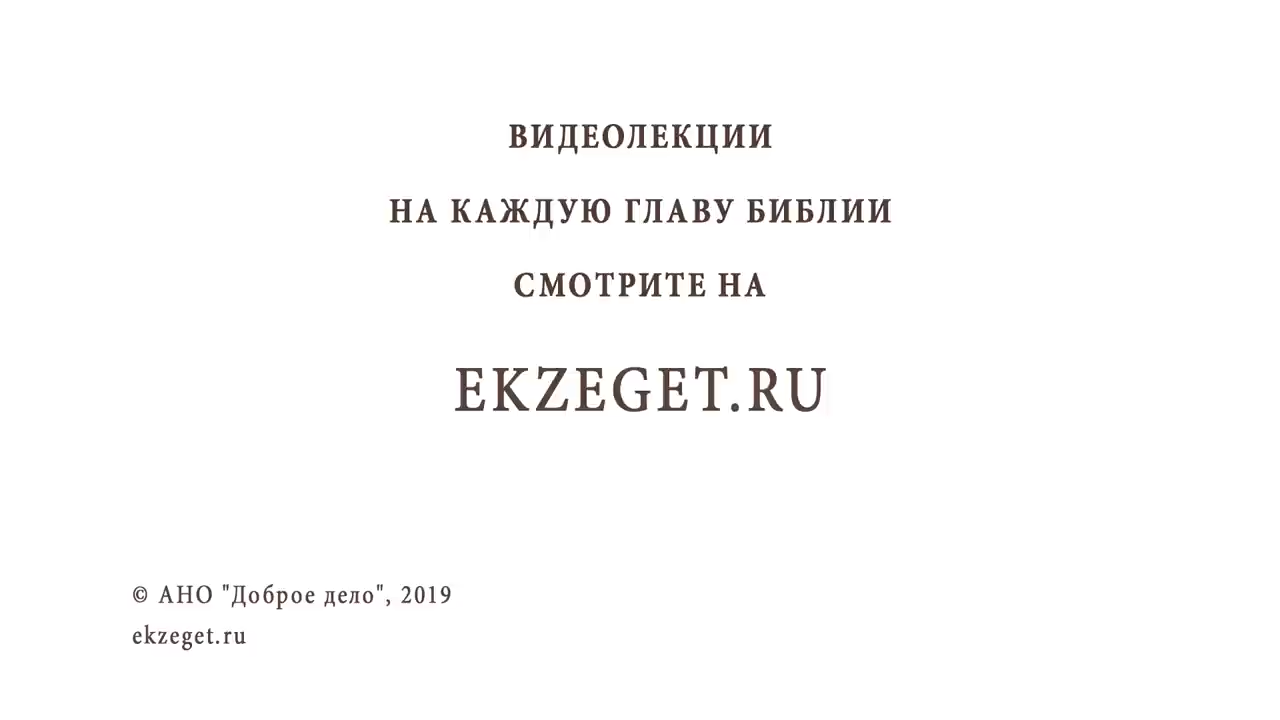 ВИДЕОЛЕКЦИИ
НА КАЖДУЮ ГЛАВУ БИБЛИИ
СМОТРИТЕ НА
EKZEGET.RU
© АНО "Доброе дело", 2019
ekzeget.ru